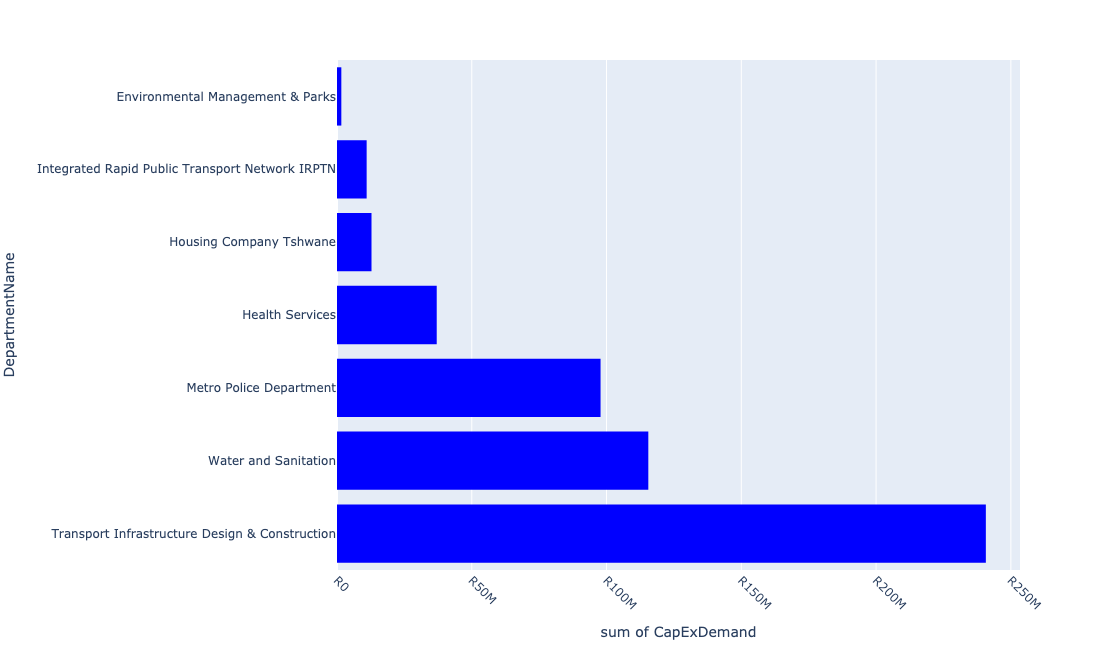 Environmental Management & Parks
Integrated Rapid Public Transport Network IRPTN
Housing Company Tshwane
Health Services
Metro Police Department
Water and Sanitation
Transport Infrastructure Design & Construction
DepartmentName
R0
R50M
R100M
R150M
R200M
R250M
sum of CapExDemand